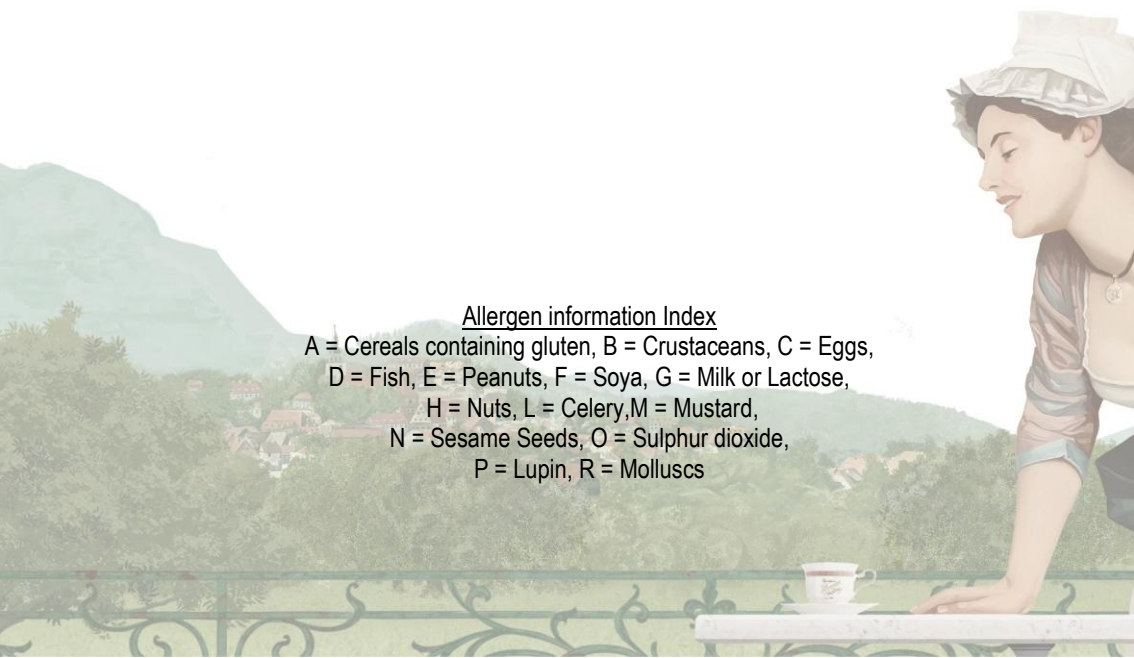 Allergen information Index
A = Cereals containing gluten, B = Crustaceans, C = Eggs,
D = Fish, E = Peanuts, F = Soya, G = Milk or Lactose,
H = Nuts, L = Celery,M = Mustard,
N = Sesame Seeds, O = Sulphur dioxide,
P = Lupin, R = Molluscs